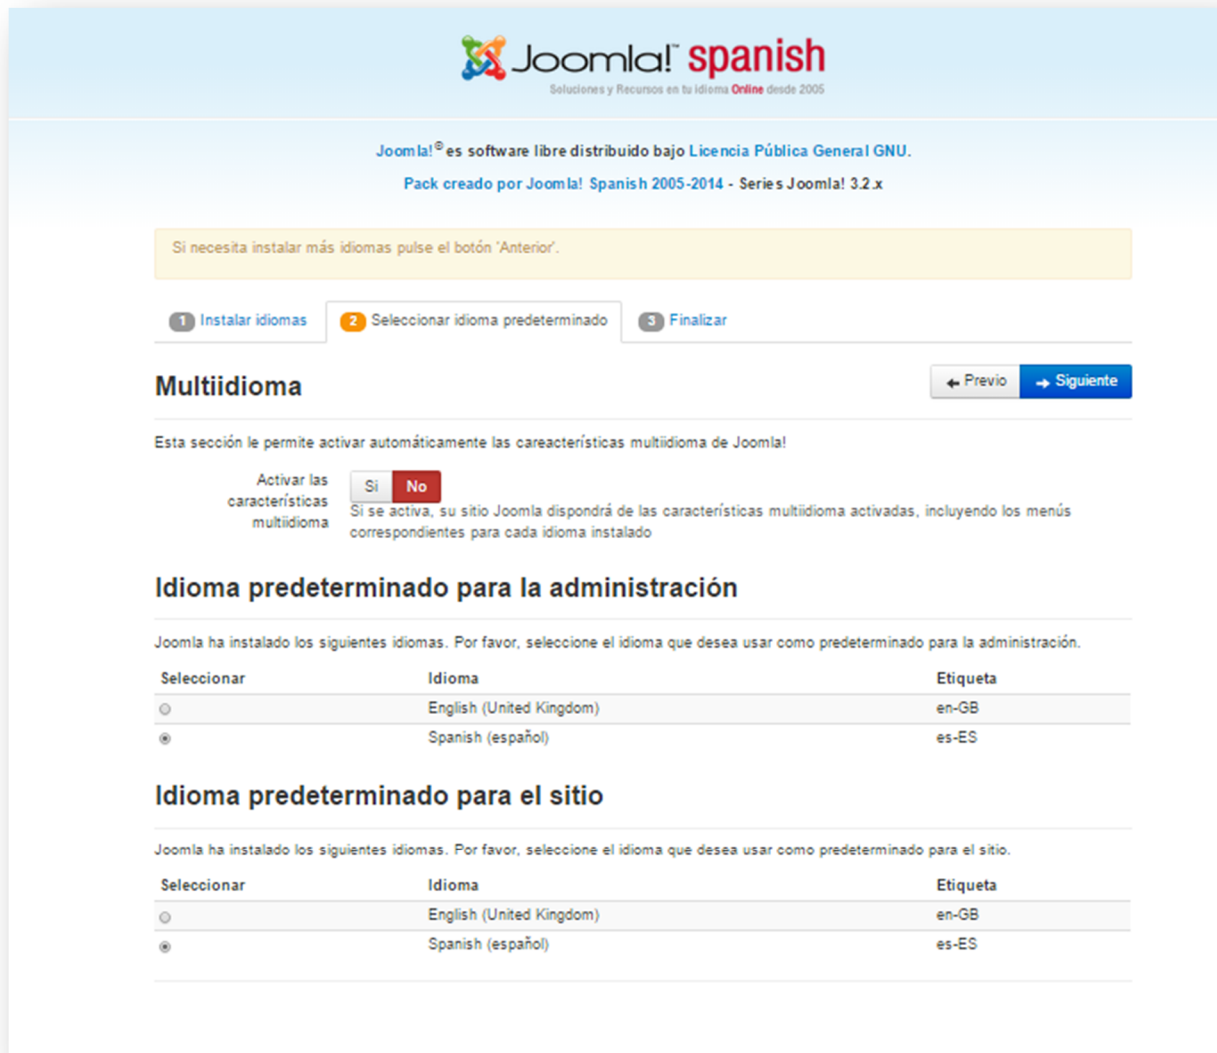 Joomla!™ spanish
Soluciones y Recursos en tu idioma Online desde 2005
Joomla!© es software libre distribuido bajo Licencia Pública General GNU.
Pack creado por Joomla! Spanish 2005-2014 - Series Joomla! 3.2.x
Si necesita instalar más idiomas pulse el botón 'Anterior'.
1 Instalar idiomas 2 Seleccionar idioma predeterminado 3 Finalizar
Multiidioma Previo Siguiente
Esta sección le permite activar automáticamente las careacterísticas multiidioma de Joomla!
Activar las
características
multiidioma
Si No
Si se activa, su sitio Joomla dispondrá de las características multiidioma activadas, incluyendo los menús
correspondientes para cada idioma instalado
Idioma predeterminado para la administración
Joomla ha instalado los siguientes idiomas. Por favor, seleccione el idioma que desea usar como predeterminado para la administración.
Seleccionar Idioma Etiqueta
English (United Kingdom) en-GB
Spanish (español) es-ES
Idioma predeterminado para el sitio
Joomla ha instalado los siguientes idiomas. Por favor, seleccione el idioma que desea usar como predeterminado para el sitio.
Seleccionar Idioma Etiqueta
English (United Kingdom) en-GB
Spanish (español) es-ES